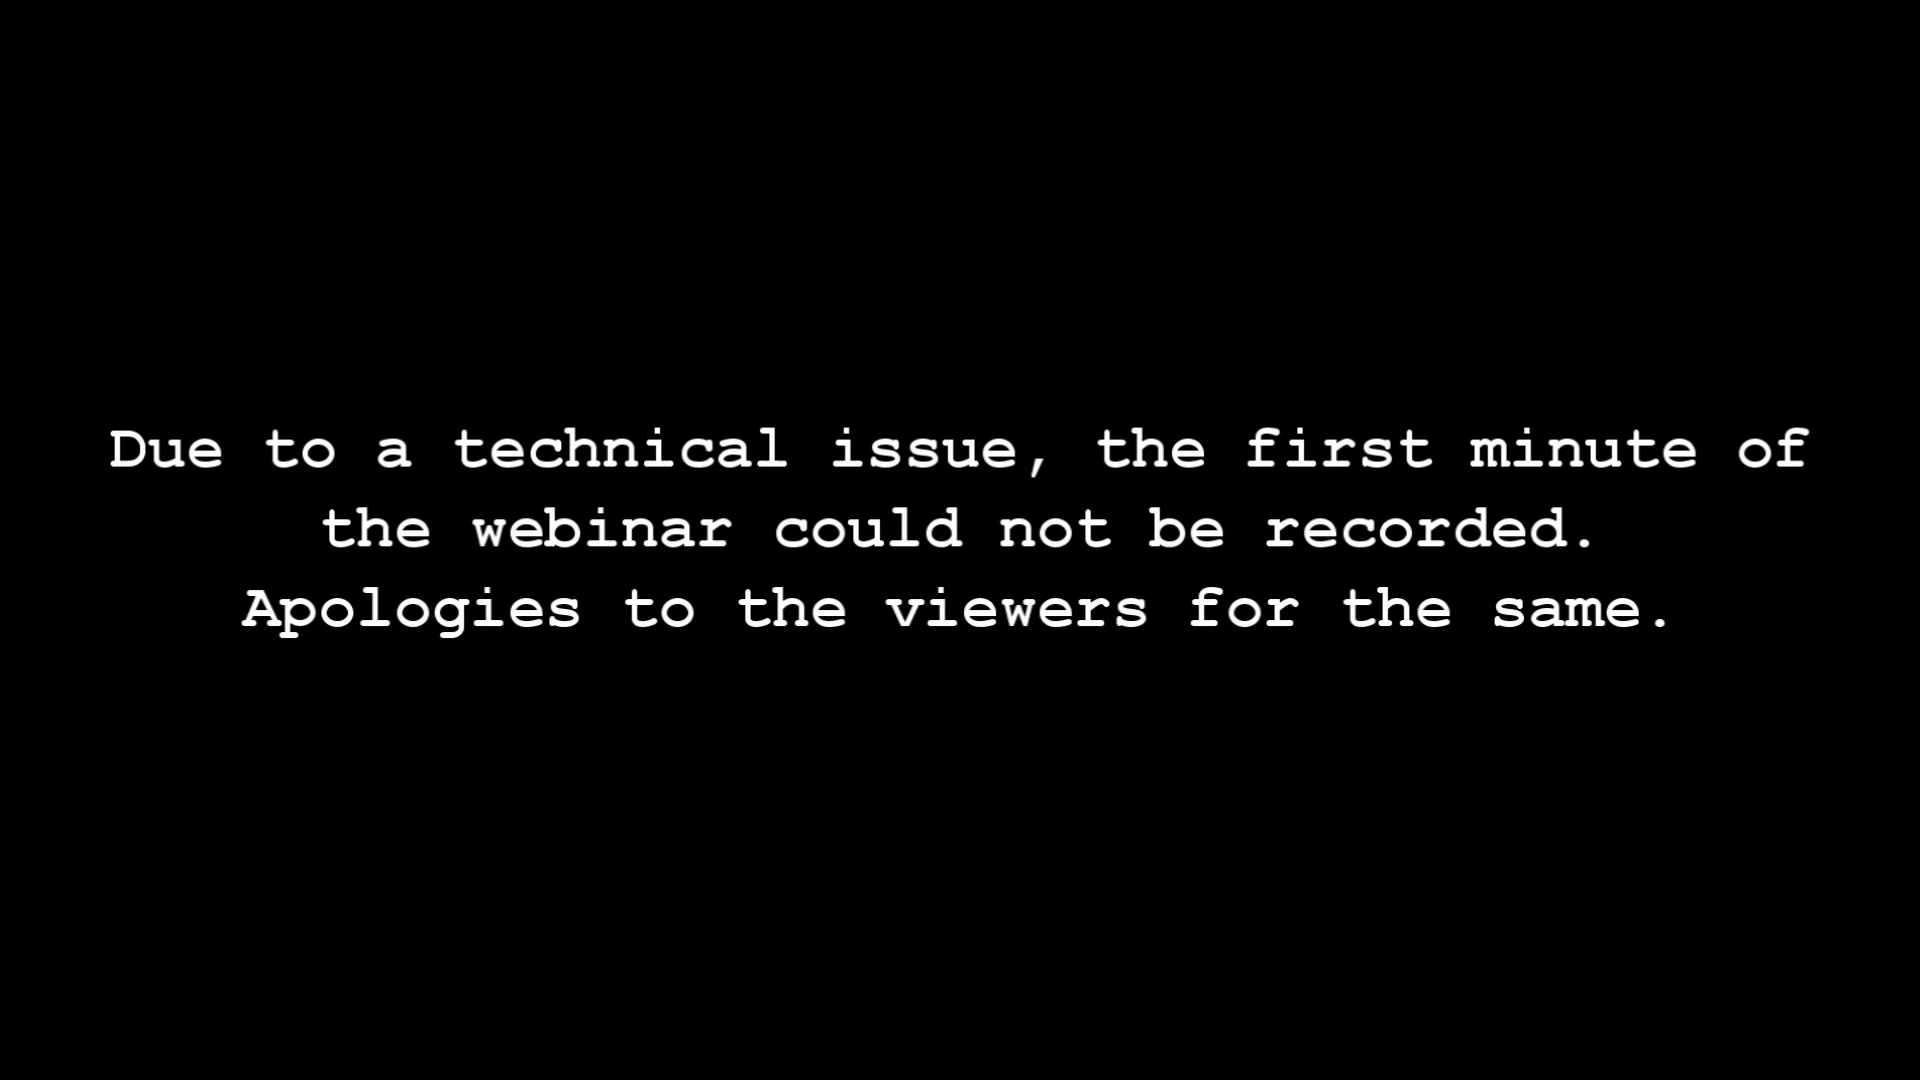 Due to a technical issue, the first minute of
the webinar could not be recorded.
Apologies to the viewers for the same.